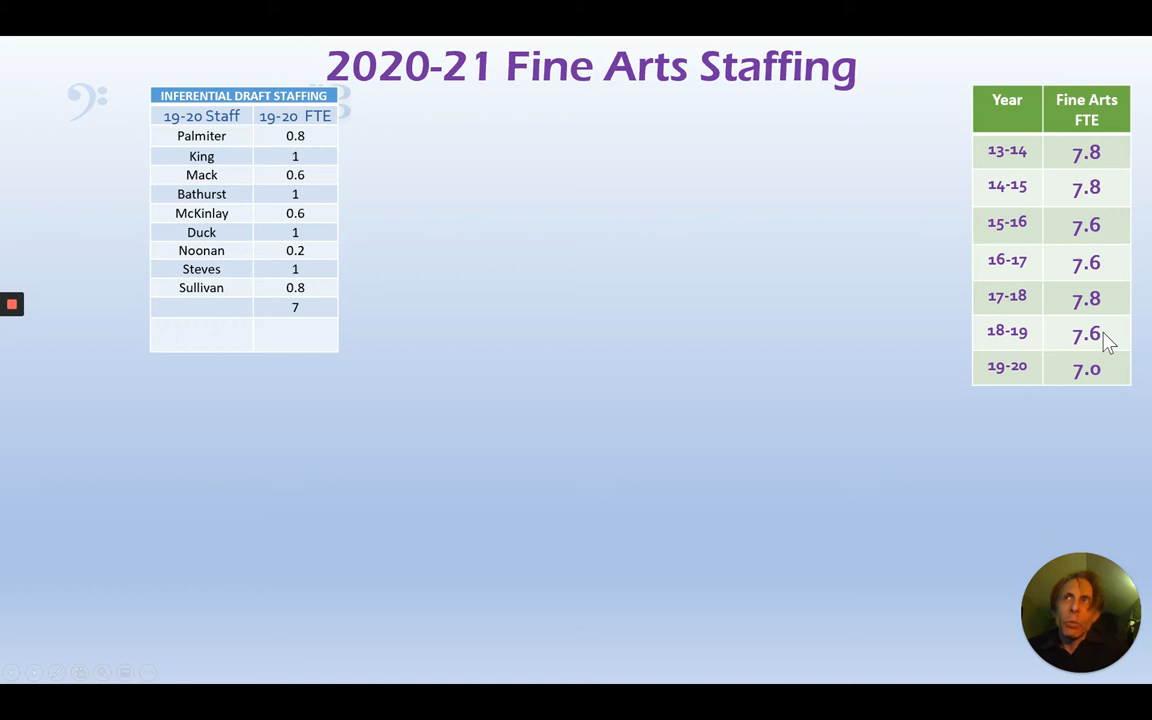 2020-21 Fine Arts Staffing
INFERENTIAL DRAFT STAFFING
19-20 Staff 19-20 FTE
Palmiter 0.8
King 1
Mack 0.6
Bathurst 1
McKinlay 0.6
Duck 1
Noonan 0.2
Steves 1
Sullivan 0.8
7
Year Fine Arts
FTE
13-14 7.8
14-15 7.8
15-16 7.6
16-17 7.6
17-18 7.8
18-19 7.6
19-20 7.0